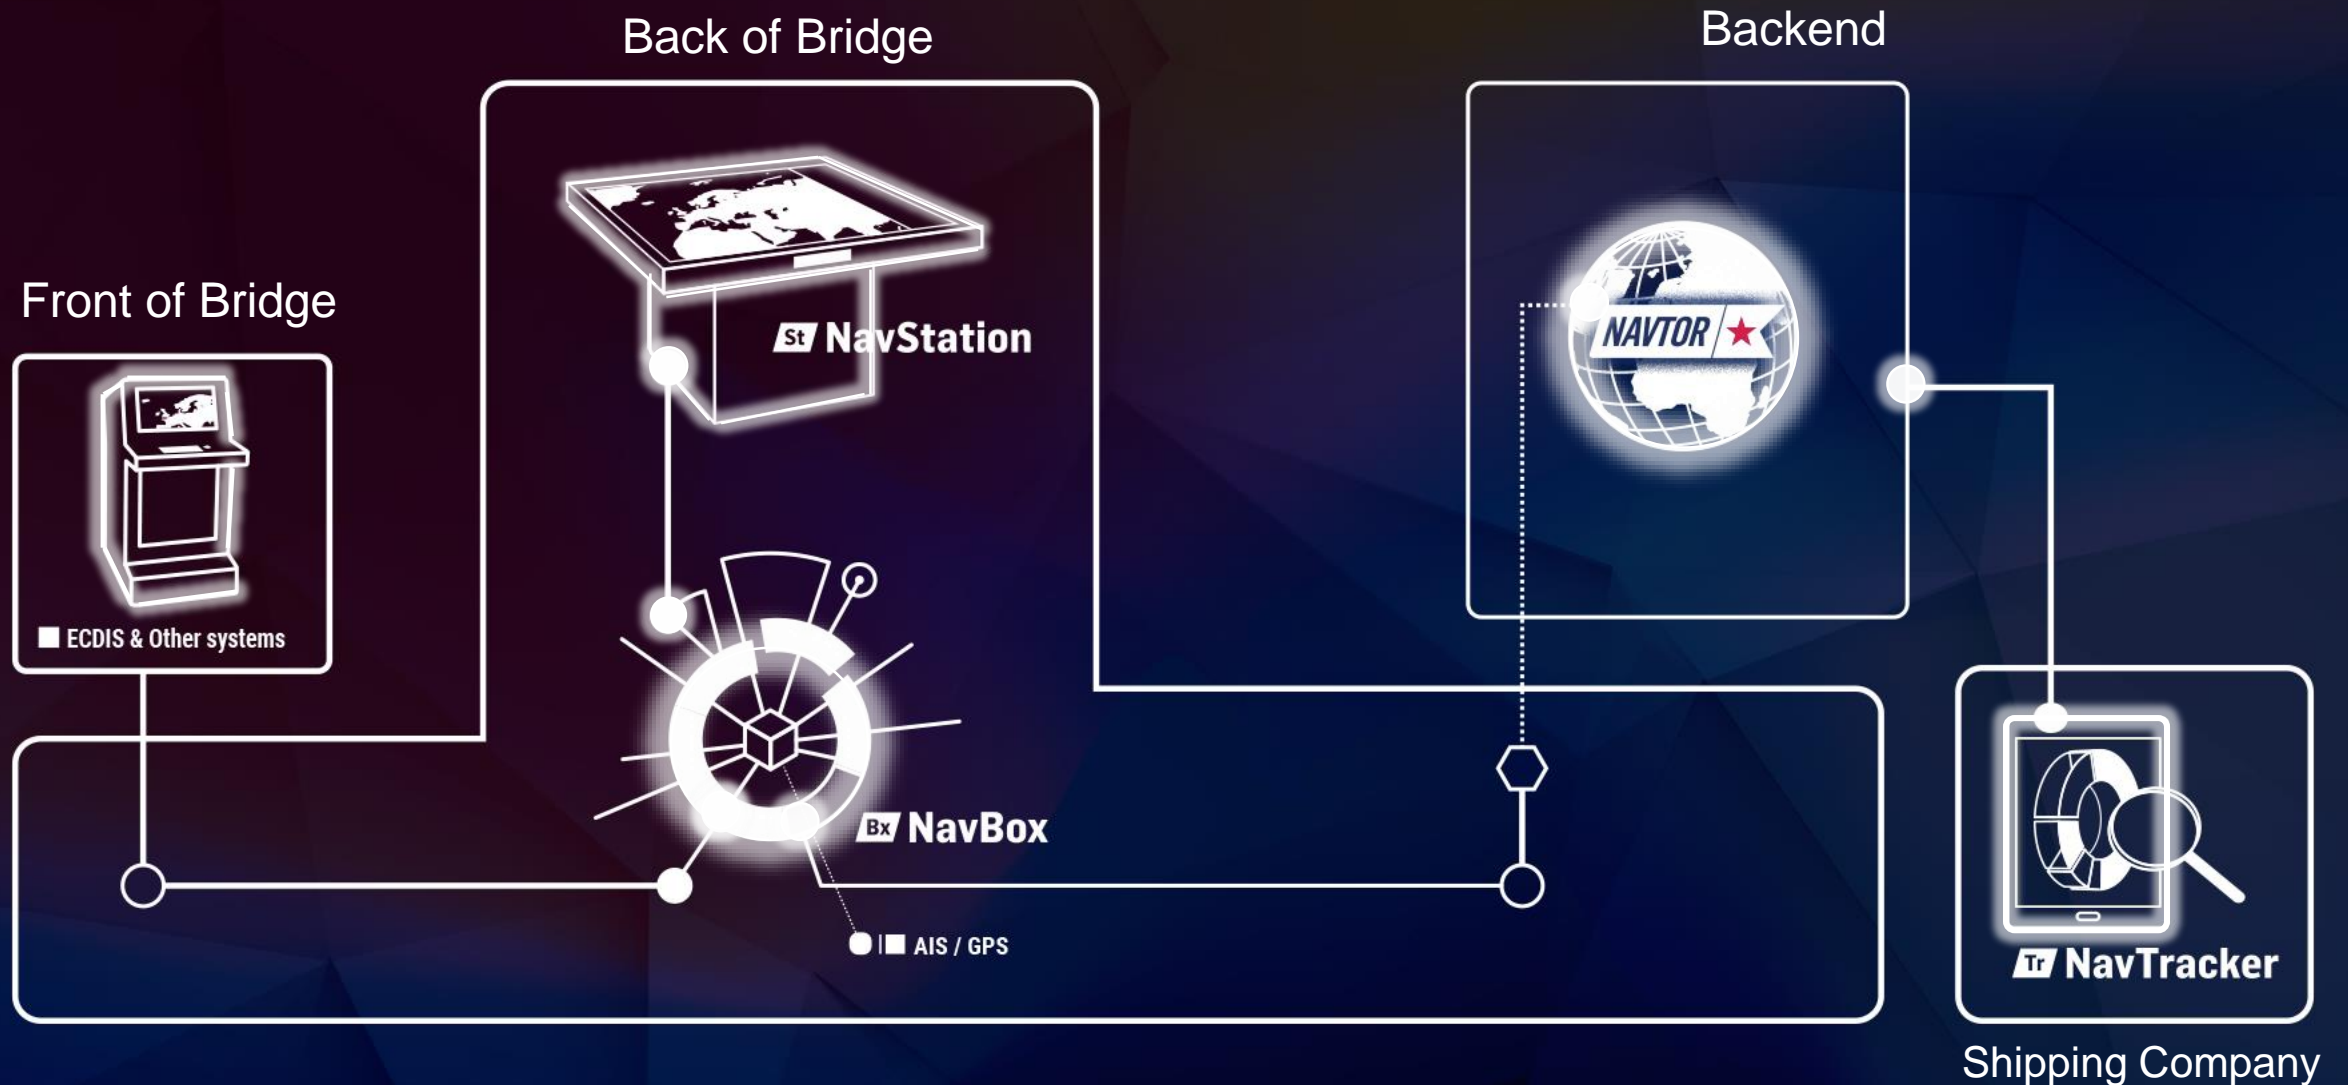 Back of Bridge
Backend
Front of Bridge
St NavStation
NAVTOR
ECDIS & Other systems
Bx NavBox
AIS / GPS
Tr NavTracker
Shipping Company